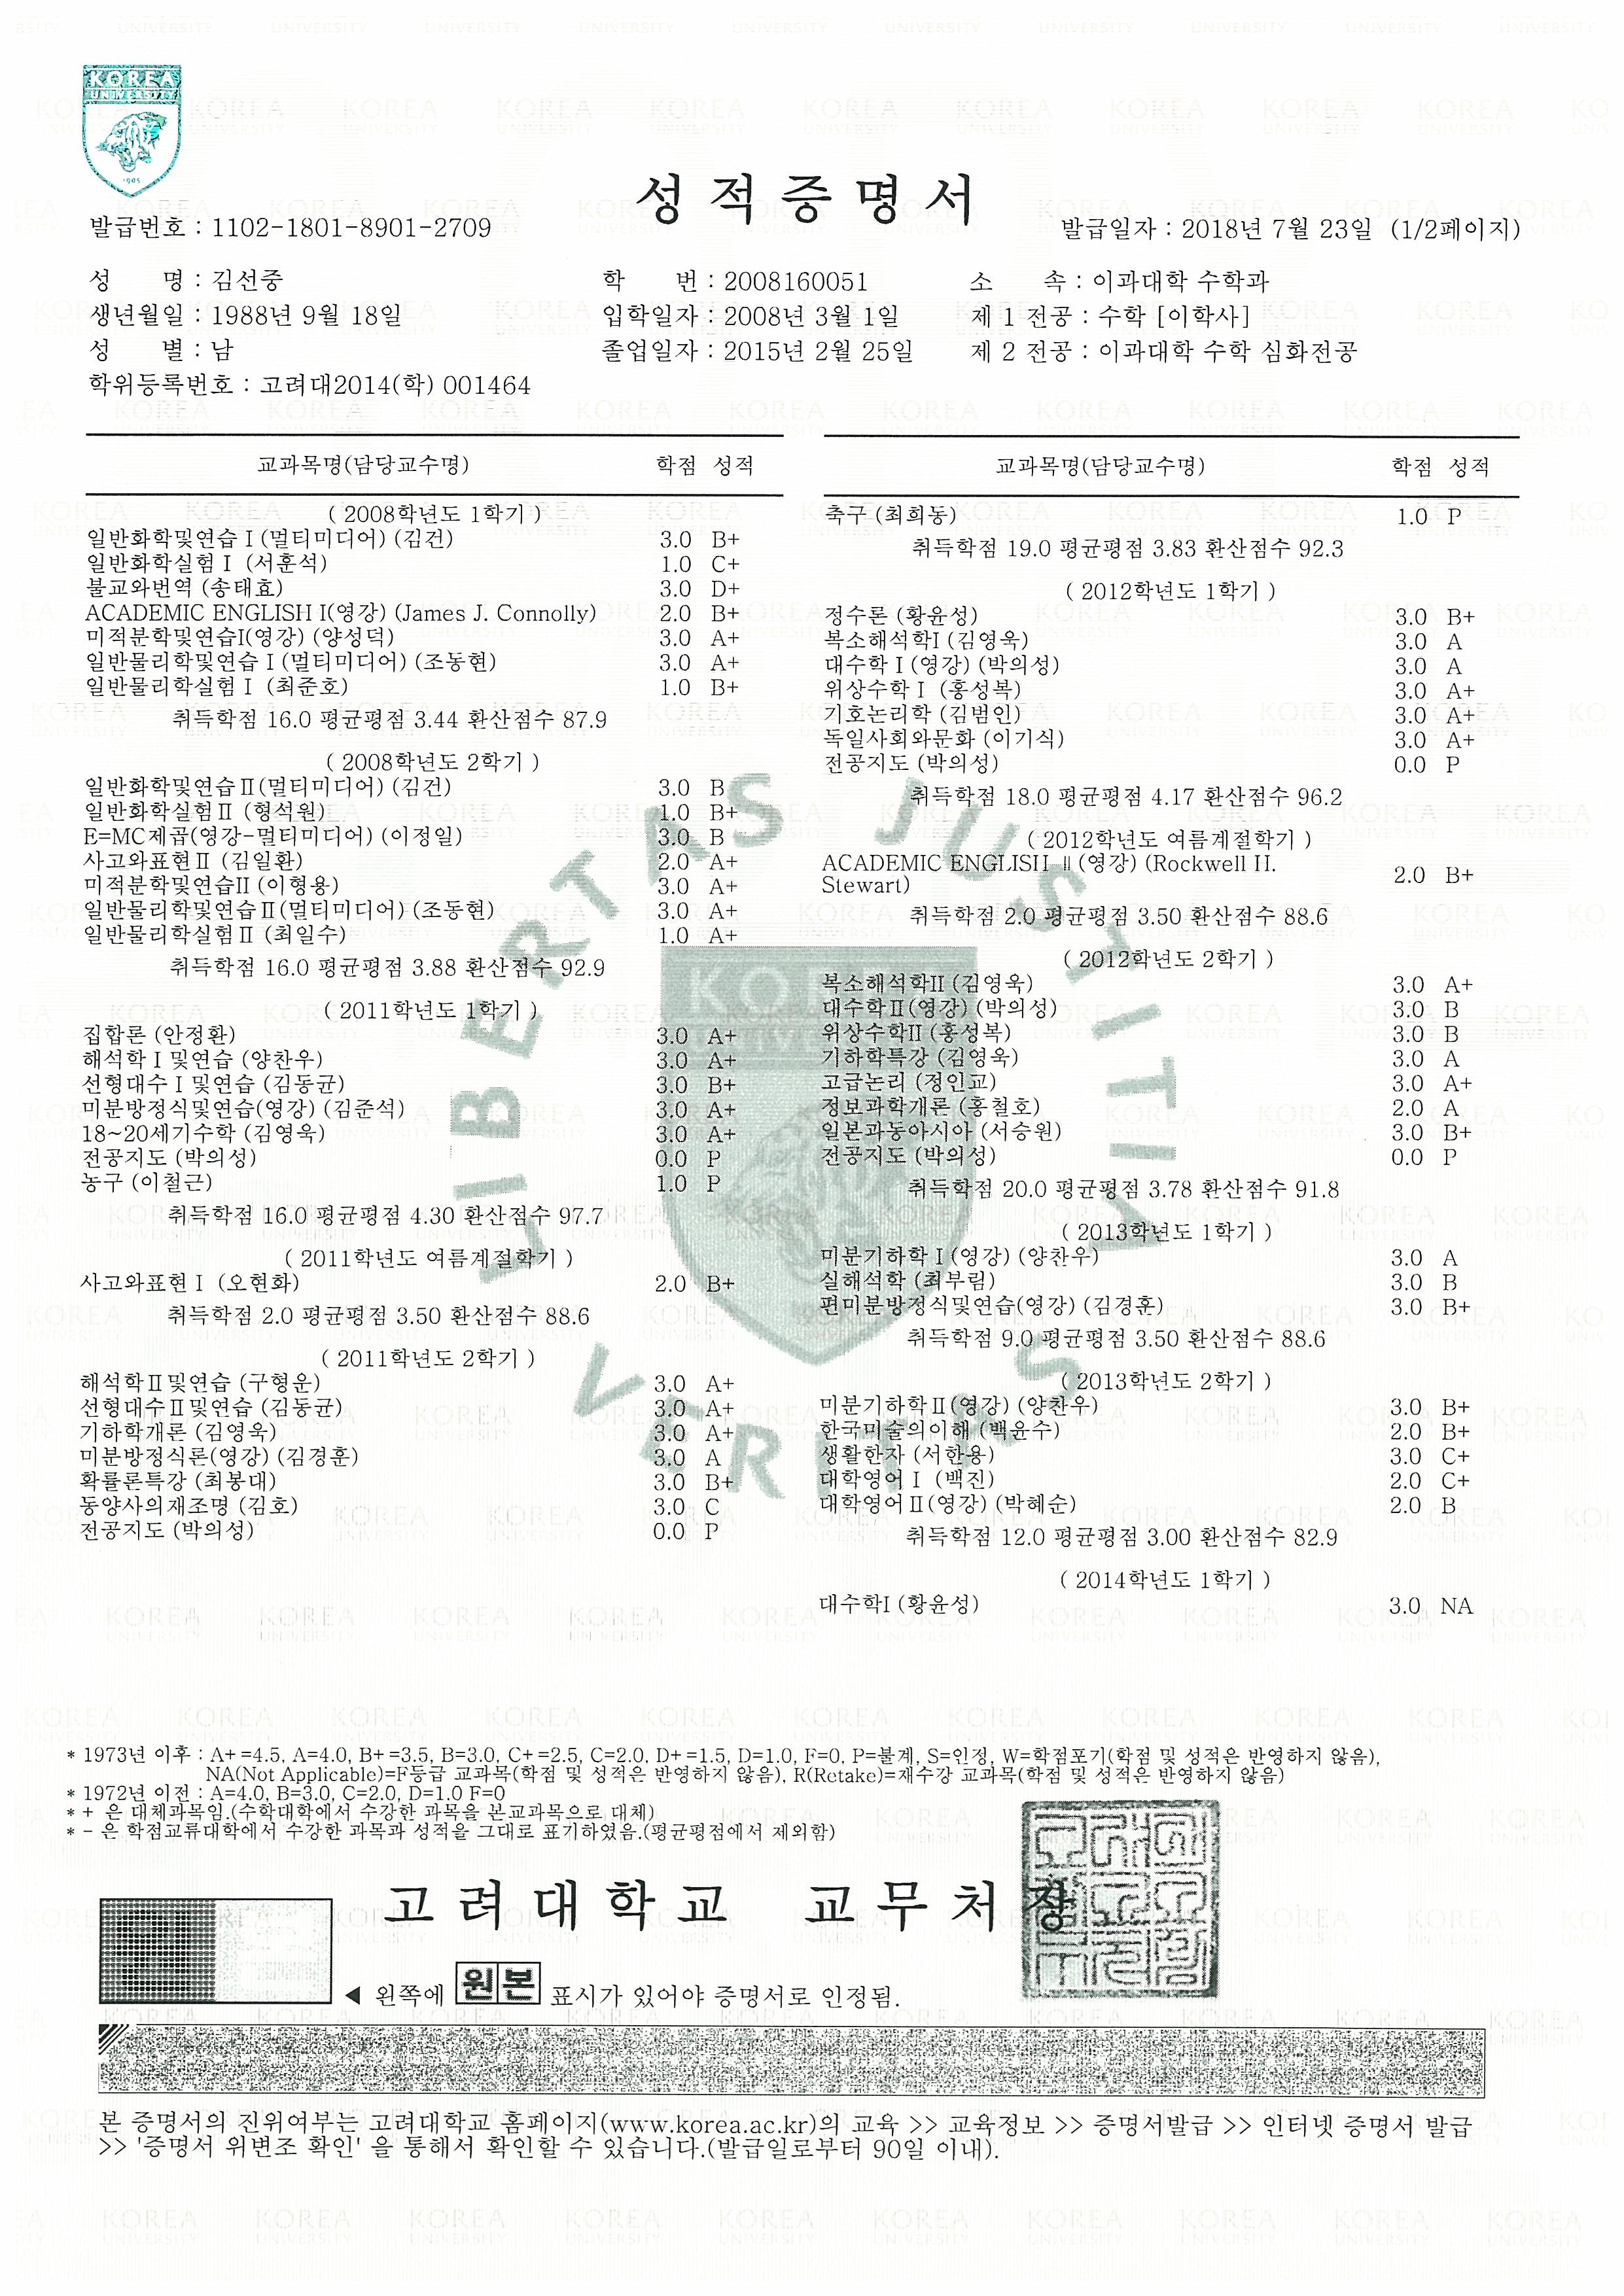 KOREA
UNIVERSITY
1905
성적증명서
발급번호 : 1102-1801-8901-2709
발급일자 : 2018년 7월 23일 (1/2페이지)
성 명 : 김선중
학 번 : 2008160051
소 속 : 이과대학 수학과
생년월일 : 1988년 9월 18일
입학일자 : 2008년 3월 1일
제 1 전공 : 수학 [이학사]
성 별 : 남
졸업일자 : 2015년 2월 25일
제 2 전공 : 이과대학 수학 심화전공
학위등록번호 : 고려대2014(학) 001464
교과목명(담당교수명) 학점 성적
( 2008학년도 1학기 )
일반화학및연습Ⅰ(멀티미디어) (김건) 3.0 B+
일반화학실험Ⅰ (서훈석) 1.0 C+
불교와번역 (송태효) 3.0 D+
ACADEMIC ENGLISH I(영강) (James J. Connolly) 2.0 B+
미적분학및연습I(영강) (양성덕) 3.0 A+
일반물리학및연습Ⅰ(멀티미디어) (조동현) 3.0 A+
일반물리학실험Ⅰ (최준호) 1.0 B+
취득학점 16.0 평균평점 3.44 환산점수 87.9
( 2008학년도 2학기 )
일반화학및연습Ⅱ(멀티미디어) (김건) 3.0 B
일반화학실험Ⅱ (형석원) 1.0 B+
E=MC제곱(영강-멀티미디어) (이정일) 3.0 B
사고와표현Ⅱ (김일환) 2.0 A+
미적분학및연습II (이형용) 3.0 A+
일반물리학및연습Ⅱ(멀티미디어) (조동현) 3.0 A+
일반물리학실험Ⅱ (최일수) 1.0 A+
취득학점 16.0 평균평점 3.88 환산점수 92.9
( 2011학년도 1학기 )
집합론 (안정환) 3.0 A+
해석학Ⅰ및연습 (양찬우) 3.0 A+
선형대수Ⅰ및연습 (김동균) 3.0 B+
미분방정식및연습(영강) (김준석) 3.0 A+
18~20세기수학 (김영욱) 3.0 A+
전공지도 (박의성) 0.0 P
농구 (이철근) 1.0 P
취득학점 16.0 평균평점 4.30 환산점수 97.7
( 2011학년도 여름계절학기 )
사고와표현Ⅰ (오현화) 2.0 B+
취득학점 2.0 평균평점 3.50 환산점수 88.6
( 2011학년도 2학기 )
해석학Ⅱ및연습 (구형운) 3.0 A+
선형대수Ⅱ및연습 (김동균) 3.0 A+
기하학개론 (김영욱) 3.0 A+
미분방정식론(영강) (김경훈) 3.0 A
확률론특강 (최봉대) 3.0 B+
동양사의재조명 (김호) 3.0 C
전공지도 (박의성) 0.0 P
교과목명(담당교수명) 학점 성적
축구 (최희동) 1.0 P
취득학점 19.0 평균평점 3.83 환산점수 92.3
( 2012학년도 1학기 )
정수론 (황윤성) 3.0 B+
복소해석학I (김영욱) 3.0 A
대수학Ⅰ(영강) (박의성) 3.0 A
위상수학Ⅰ (홍성복) 3.0 A+
기호논리학 (김범인) 3.0 A+
독일사회와문화 (이기식) 3.0 A+
전공지도 (박의성) 0.0 P
취득학점 18.0 평균평점 4.17 환산점수 96.2
( 2012학년도 여름계절학기 )
ACADEMIC ENGLISH Ⅱ(영강) (Rockwell H.
Stewart) 2.0 B+
취득학점 2.0 평균평점 3.50 환산점수 88.6
( 2012학년도 2학기 )
복소해석학II (김영욱) 3.0 A+
대수학Ⅱ(영강) (박의성) 3.0 B
위상수학II (홍성복) 3.0 B
기하학특강 (김영욱) 3.0 A
고급논리 (정인교) 3.0 A+
정보과학개론 (홍철호) 2.0 A
일본과동아시아 (서승원) 3.0 B+
전공지도 (박의성) 0.0 P
취득학점 20.0 평균평점 3.78 환산점수 91.8
( 2013학년도 1학기 )
미분기하학Ⅰ(영강) (양찬우) 3.0 A
실해석학 (최부림) 3.0 B
편미분방정식및연습(영강) (김경훈) 3.0 B+
취득학점 9.0 평균평점 3.50 환산점수 88.6
( 2013학년도 2학기 )
미분기하학Ⅱ(영강) (양찬우) 3.0 B+
한국미술의이해 (백윤수) 2.0 B+
생활한자 (서한용) 3.0 C+
대학영어Ⅰ (백진) 2.0 C+
대학영어Ⅱ(영강) (박혜순) 2.0 B
취득학점 12.0 평균평점 3.00 환산점수 82.9
( 2014학년도 1학기 )
대수학I (황윤성) 3.0 NA
LIBERTAS JUSTITIA VERITAS
* 1973년 이후 : A+=4.5, A=4.0, B+=3.5, B=3.0, C+=2.5, C=2.0, D+=1.5, D=1.0, F=0, P=불계, S=인정, W=학점포기(학점 및 성적은 반영하지 않음),
NA(Not Applicable)=F등급 교과목(학점 및 성적은 반영하지 않음), R(Retake)=재수강 교과목(학점 및 성적은 반영하지 않음)
* 1972년 이전 : A=4.0, B=3.0, C=2.0, D=1.0 F=0
* + 은 대체과목임.(수학대학에서 수강한 과목을 본교과목으로 대체)
* - 은 학점교류대학에서 수강한 과목과 성적을 그대로 표기하였음.(평균평점에서 제외함)
고려대학교 교무처장
◀ 왼쪽에 원본 표시가 있어야 증명서로 인정됨.
본 증명서의 진위여부는 고려대학교 홈페이지(www.korea.ac.kr)의 교육 >> 교육정보 >> 증명서발급 >> 인터넷 증명서 발급
>> '증명서 위변조 확인' 을 통해서 확인할 수 있습니다.(발급일로부터 90일 이내).